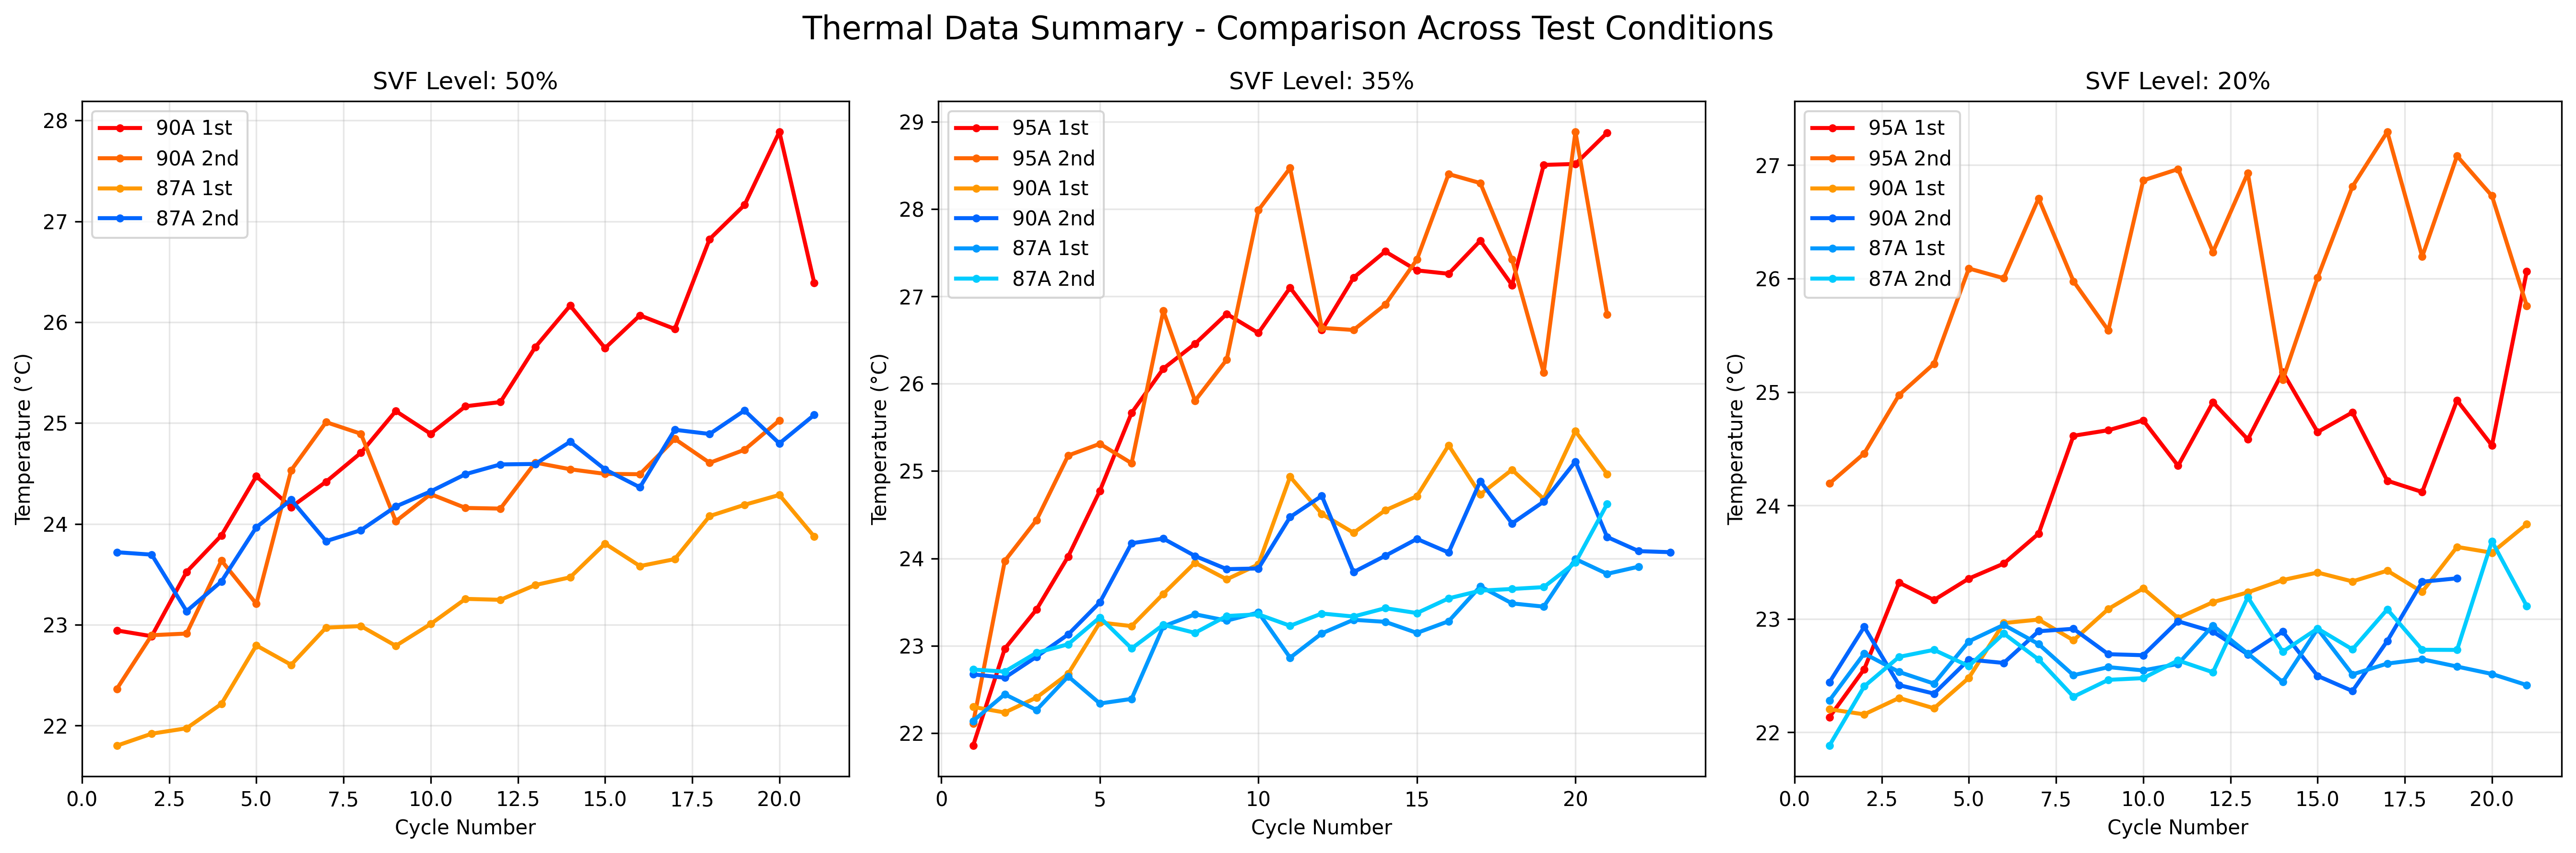 Thermal Data Summary - Comparison Across Test Conditions
SVF Level: 50%
28
27
26
25
24
23
22
Temperature (°C)
90A 1st
90A 2nd
87A 1st
87A 2nd
0.0 2.5 5.0 7.5 10.0 12.5 15.0 17.5 20.0
Cycle Number
SVF Level: 35%
29
28
27
26
25
24
23
22
Temperature (°C)
95A 1st
95A 2nd
90A 1st
90A 2nd
87A 1st
87A 2nd
0 5 10 15 20
Cycle Number
SVF Level: 20%
27
26
25
24
23
22
Temperature (°C)
95A 1st
95A 2nd
90A 1st
90A 2nd
87A 1st
87A 2nd
0.0 2.5 5.0 7.5 10.0 12.5 15.0 17.5 20.0
Cycle Number